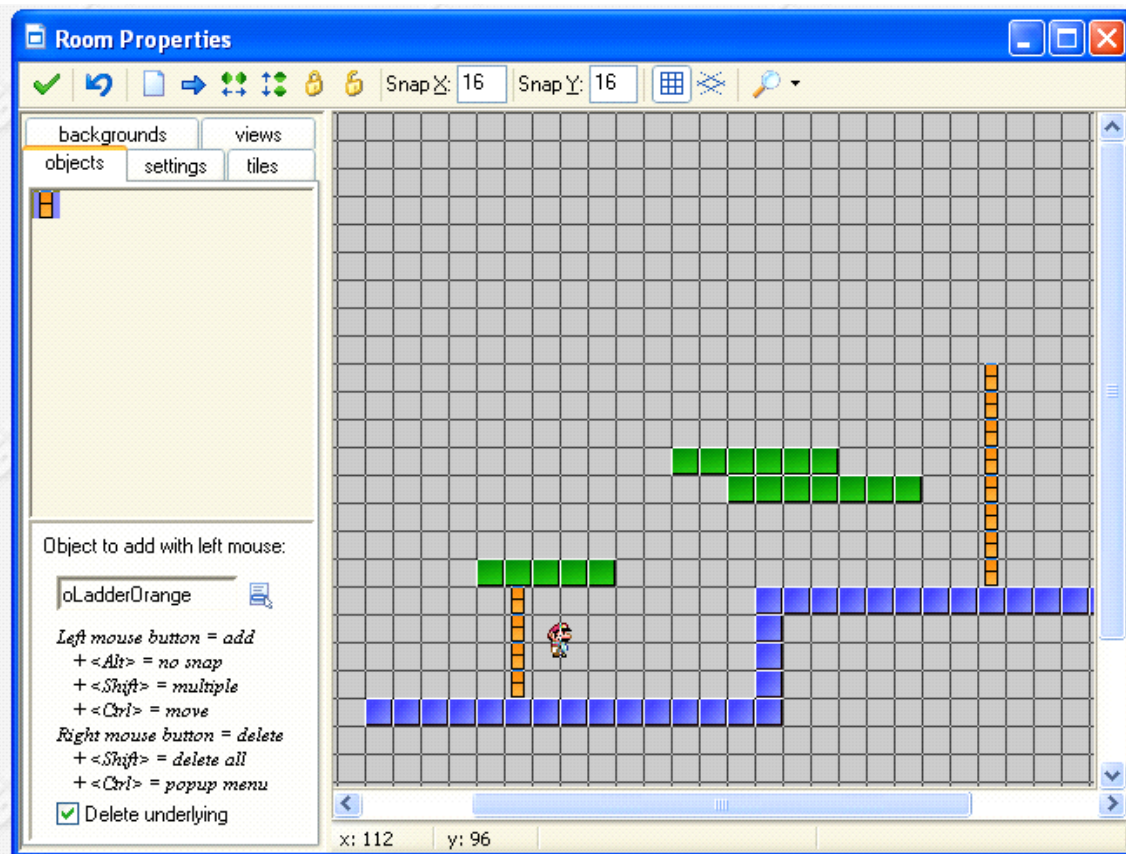 Room Properties
Snap X: 16 Snap Y: 16
backgrounds views
objects settings tiles
Object to add with left mouse:
oLadderOrange
Left mouse button = add
+ <Alt> = no snap
+ <Shift> = multiple
+ <Ctrl> = move
Right mouse button = delete
+ <Shift> = delete all
+ <Ctrl> = popup menu
Delete underlying
x: 112 y: 96